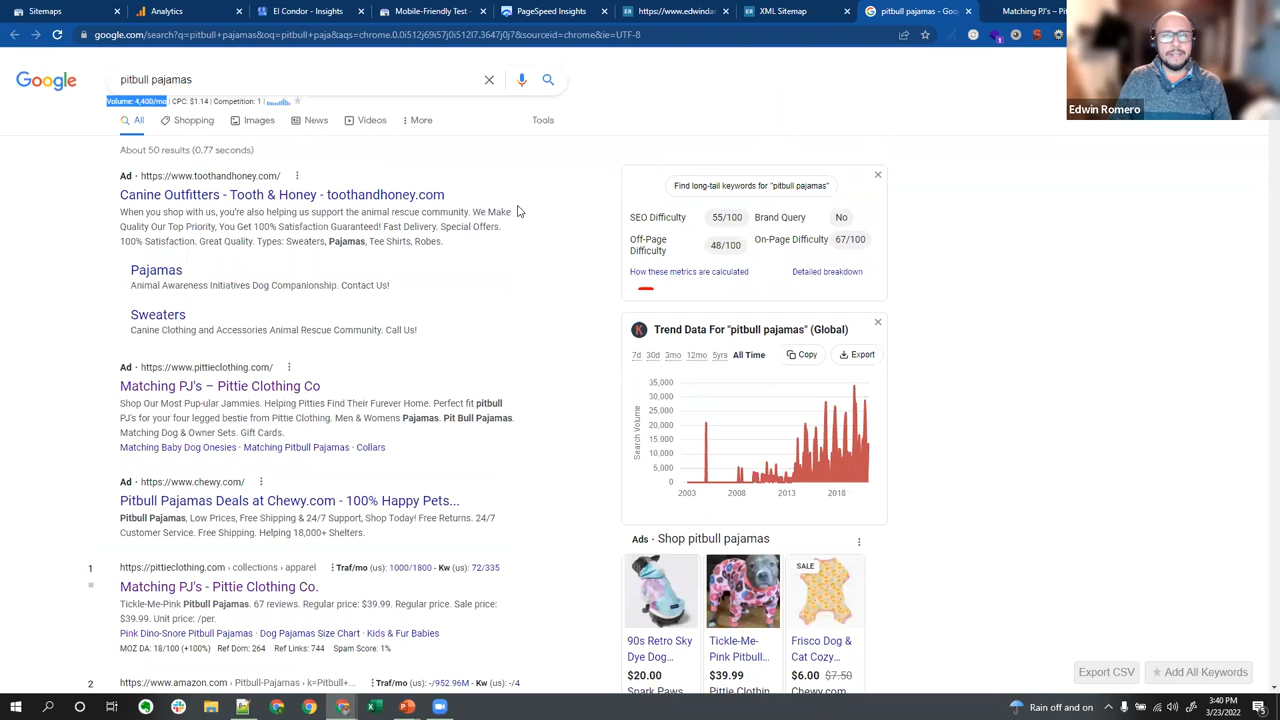 El Condor - Sitemaps
Mobile-Friendly Test -
PageSpeed Insights
https://www.edwindar
XML Sitemap
pitbull pajamas - Go
Matching PJ's – Pit
google.com/search?q=pitbull+pajamas&oq=pitbull+paja&aqs=chrome.0.0i512j69i57j0i512l7.3647j0j7&sourceid=chrome&ie=UTF-8
Edwin Romero
Google
pitbull pajamas
Volume: 4,400/mo | CPC: $1.14 | Competition: 1 |
All
Shopping
Images
News
Videos
More
Tools
About 50 results (0.77 seconds)
Ad · https://www.toothandhoney.com/
Canine Outfitters - Tooth & Honey - toothandhoney.com
When you shop with us, you're also helping us support the animal rescue community. We Make
Quality Our Top Priority, You Get 100% Satisfaction Guaranteed! Fast Delivery. Special Offers.
100% Satisfaction. Great Quality. Types: Sweaters, Pajamas, Tee Shirts, Robes.
Pajamas
Animal Awareness Initiatives Dog Companionship. Contact Us!
Sweaters
Canine Clothing and Accessories Animal Rescue Community. Call Us!
Ad · https://www.pittieclothing.com/
Matching PJ's – Pittie Clothing Co
Shop Our Most Pup-ular Jammies. Helping Pitties Find Their Furever Home. Perfect fit pitbull
PJ's for your four legged bestie from Pittie Clothing. Men & Womens Pajamas. Pit Bull Pajamas.
Matching Dog & Owner Sets. Gift Cards.
Matching Baby Dog Onesies · Matching Pitbull Pajamas · Collars
Ad · https://www.chewy.com/
Pitbull Pajamas Deals at Chewy.com - 100% Happy Pets...
Pitbull Pajamas, Low Prices, Free Shipping & 24/7 Support, Shop Today! Free Returns. 24/7
Customer Service. Free Shipping. Helping 18,000+ Shelters.
1
https://pittieclothing.com › collections › apparel
Traf/mo (us): 1000/1800 - Kw (us): 72/335
Matching PJ's - Pittie Clothing Co.
Tickle-Me-Pink Pitbull Pajamas. 67 reviews. Regular price: $39.99. Regular price. Sale price:
$39.99. Unit price: /per.
Pink Dino-Snore Pitbull Pajamas · Dog Pajamas Size Chart · Kids & Fur Babies
MOZ DA: 18/100 (+100%) Ref Dom: 264 Ref Links: 744 Spam Score: 1%
2
https://www.amazon.com › Pitbull-Pajamas › k=Pitbull+...
Traf/mo (us): -/952.96M - Kw (us): -/4
Find long-tail keywords for "pitbull pajamas"
SEO Difficulty 55/100 Brand Query No
Off-Page Difficulty 48/100 On-Page Difficulty 67/100
How these metrics are calculated
Detailed breakdown
K Trend Data For "pitbull pajamas" (Global)
7d 30d 3mo 12mo 5yrs All Time Copy Export
Search Volume
35,000
30,000
25,000
20,000
15,000
10,000
5,000
0
2003 2008 2013 2018
Ads · Shop pitbull pajamas
SALE
90s Retro Sky
Dye Dog...
$20.00
Spark Paws
Tickle-Me-
Pink Pitbull...
$39.99
Pittie Clothin
Frisco Dog &
Cat Cozy...
$6.00 $7.50
Chewy.com
Export CSV
Add All Keywords
Rain off and on
3:40 PM
3/23/2022